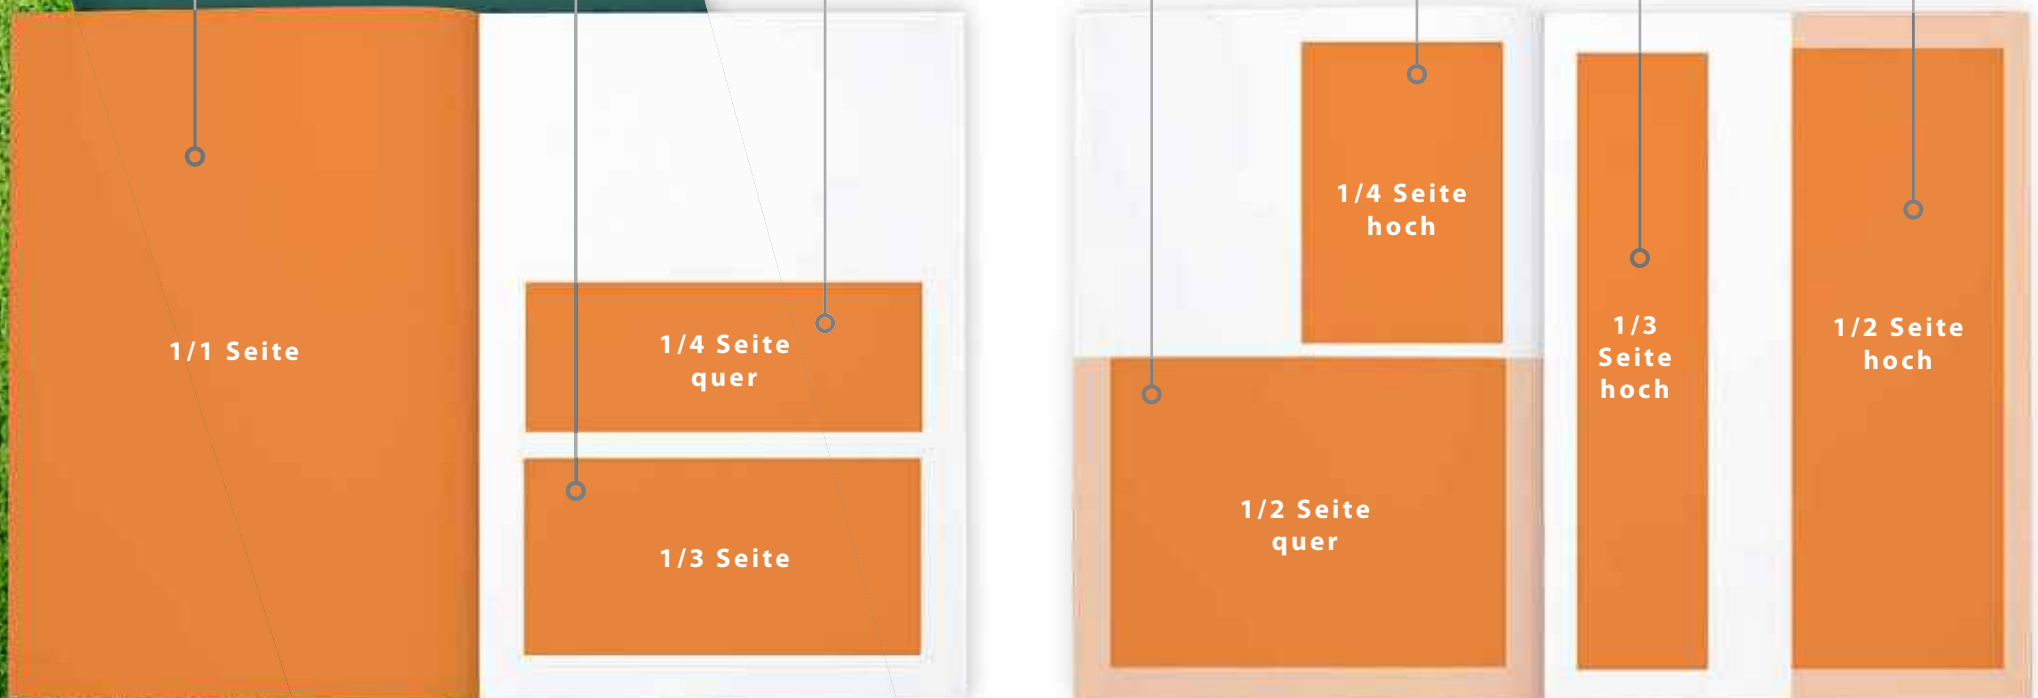 1/1 Seite
1/4 Seite
quer
1/3 Seite
1/4 Seite
hoch
1/2 Seite
quer
1/3
Seite
hoch
1/2 Seite
hoch